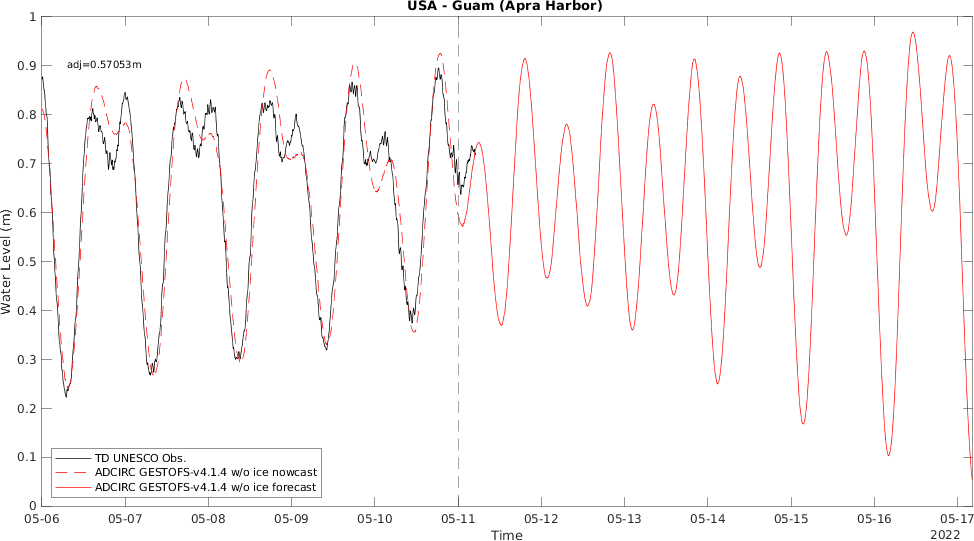 USA - Guam (Apra Harbor)
adj=0.57053m
Water Level (m)
1
0.9
0.8
0.7
0.6
0.5
0.4
0.3
0.2
0.1
0
TD UNESCO Obs.
ADCIRC GESTOFS-v4.1.4 w/o ice nowcast
ADCIRC GESTOFS-v4.1.4 w/o ice forecast
05-06 05-07 05-08 05-09 05-10 05-11 05-12 05-13 05-14 05-15 05-16 05-17
Time
2022